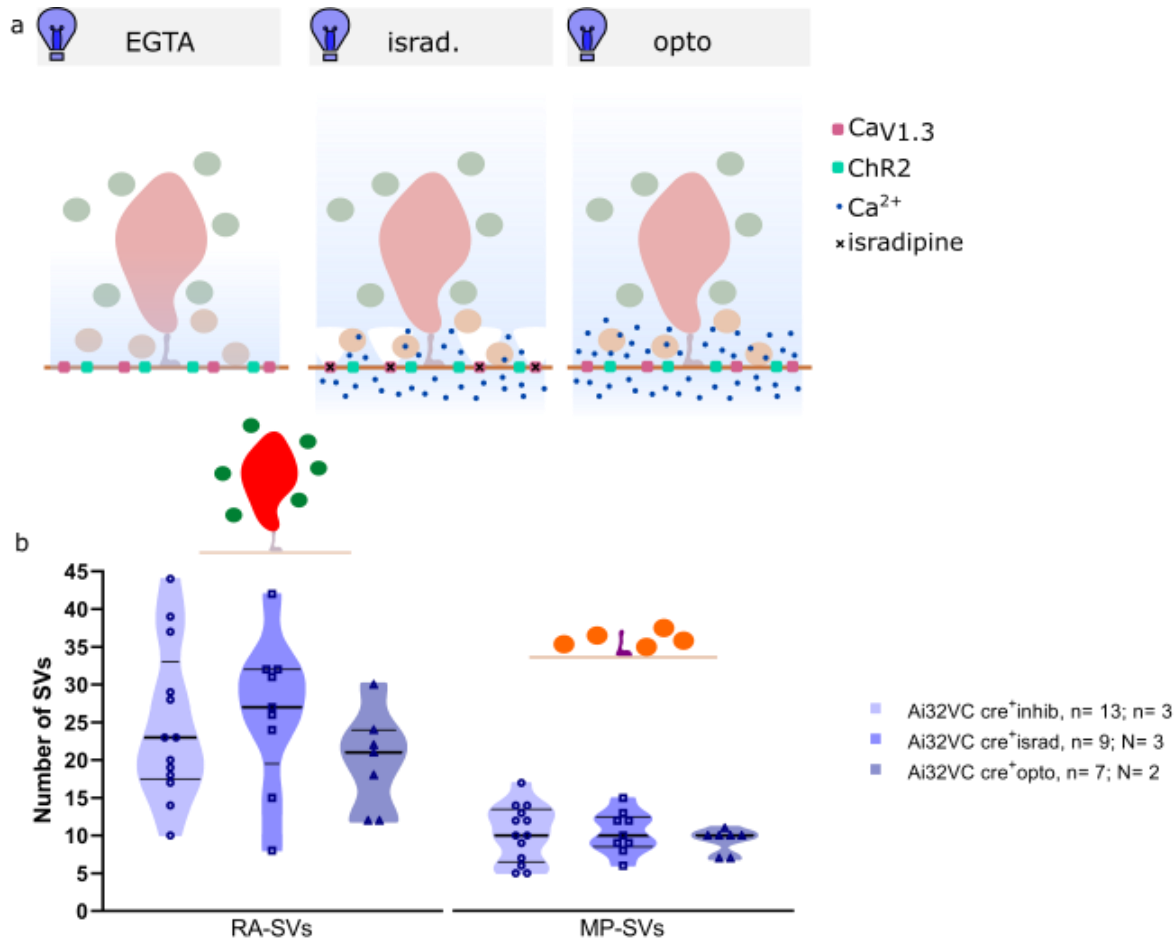 a
EGTA
israd.
opto
CaV1.3
ChR2
Ca2+
isradipine
b
Number of SVs
45
40
35
30
25
20
15
10
5
0
RA-SVs
MP-SVs
Ai32VC cre+inhib, n= 13; n= 3
Ai32VC cre+israd, n= 9; N= 3
Ai32VC cre+opto, n= 7; N= 2